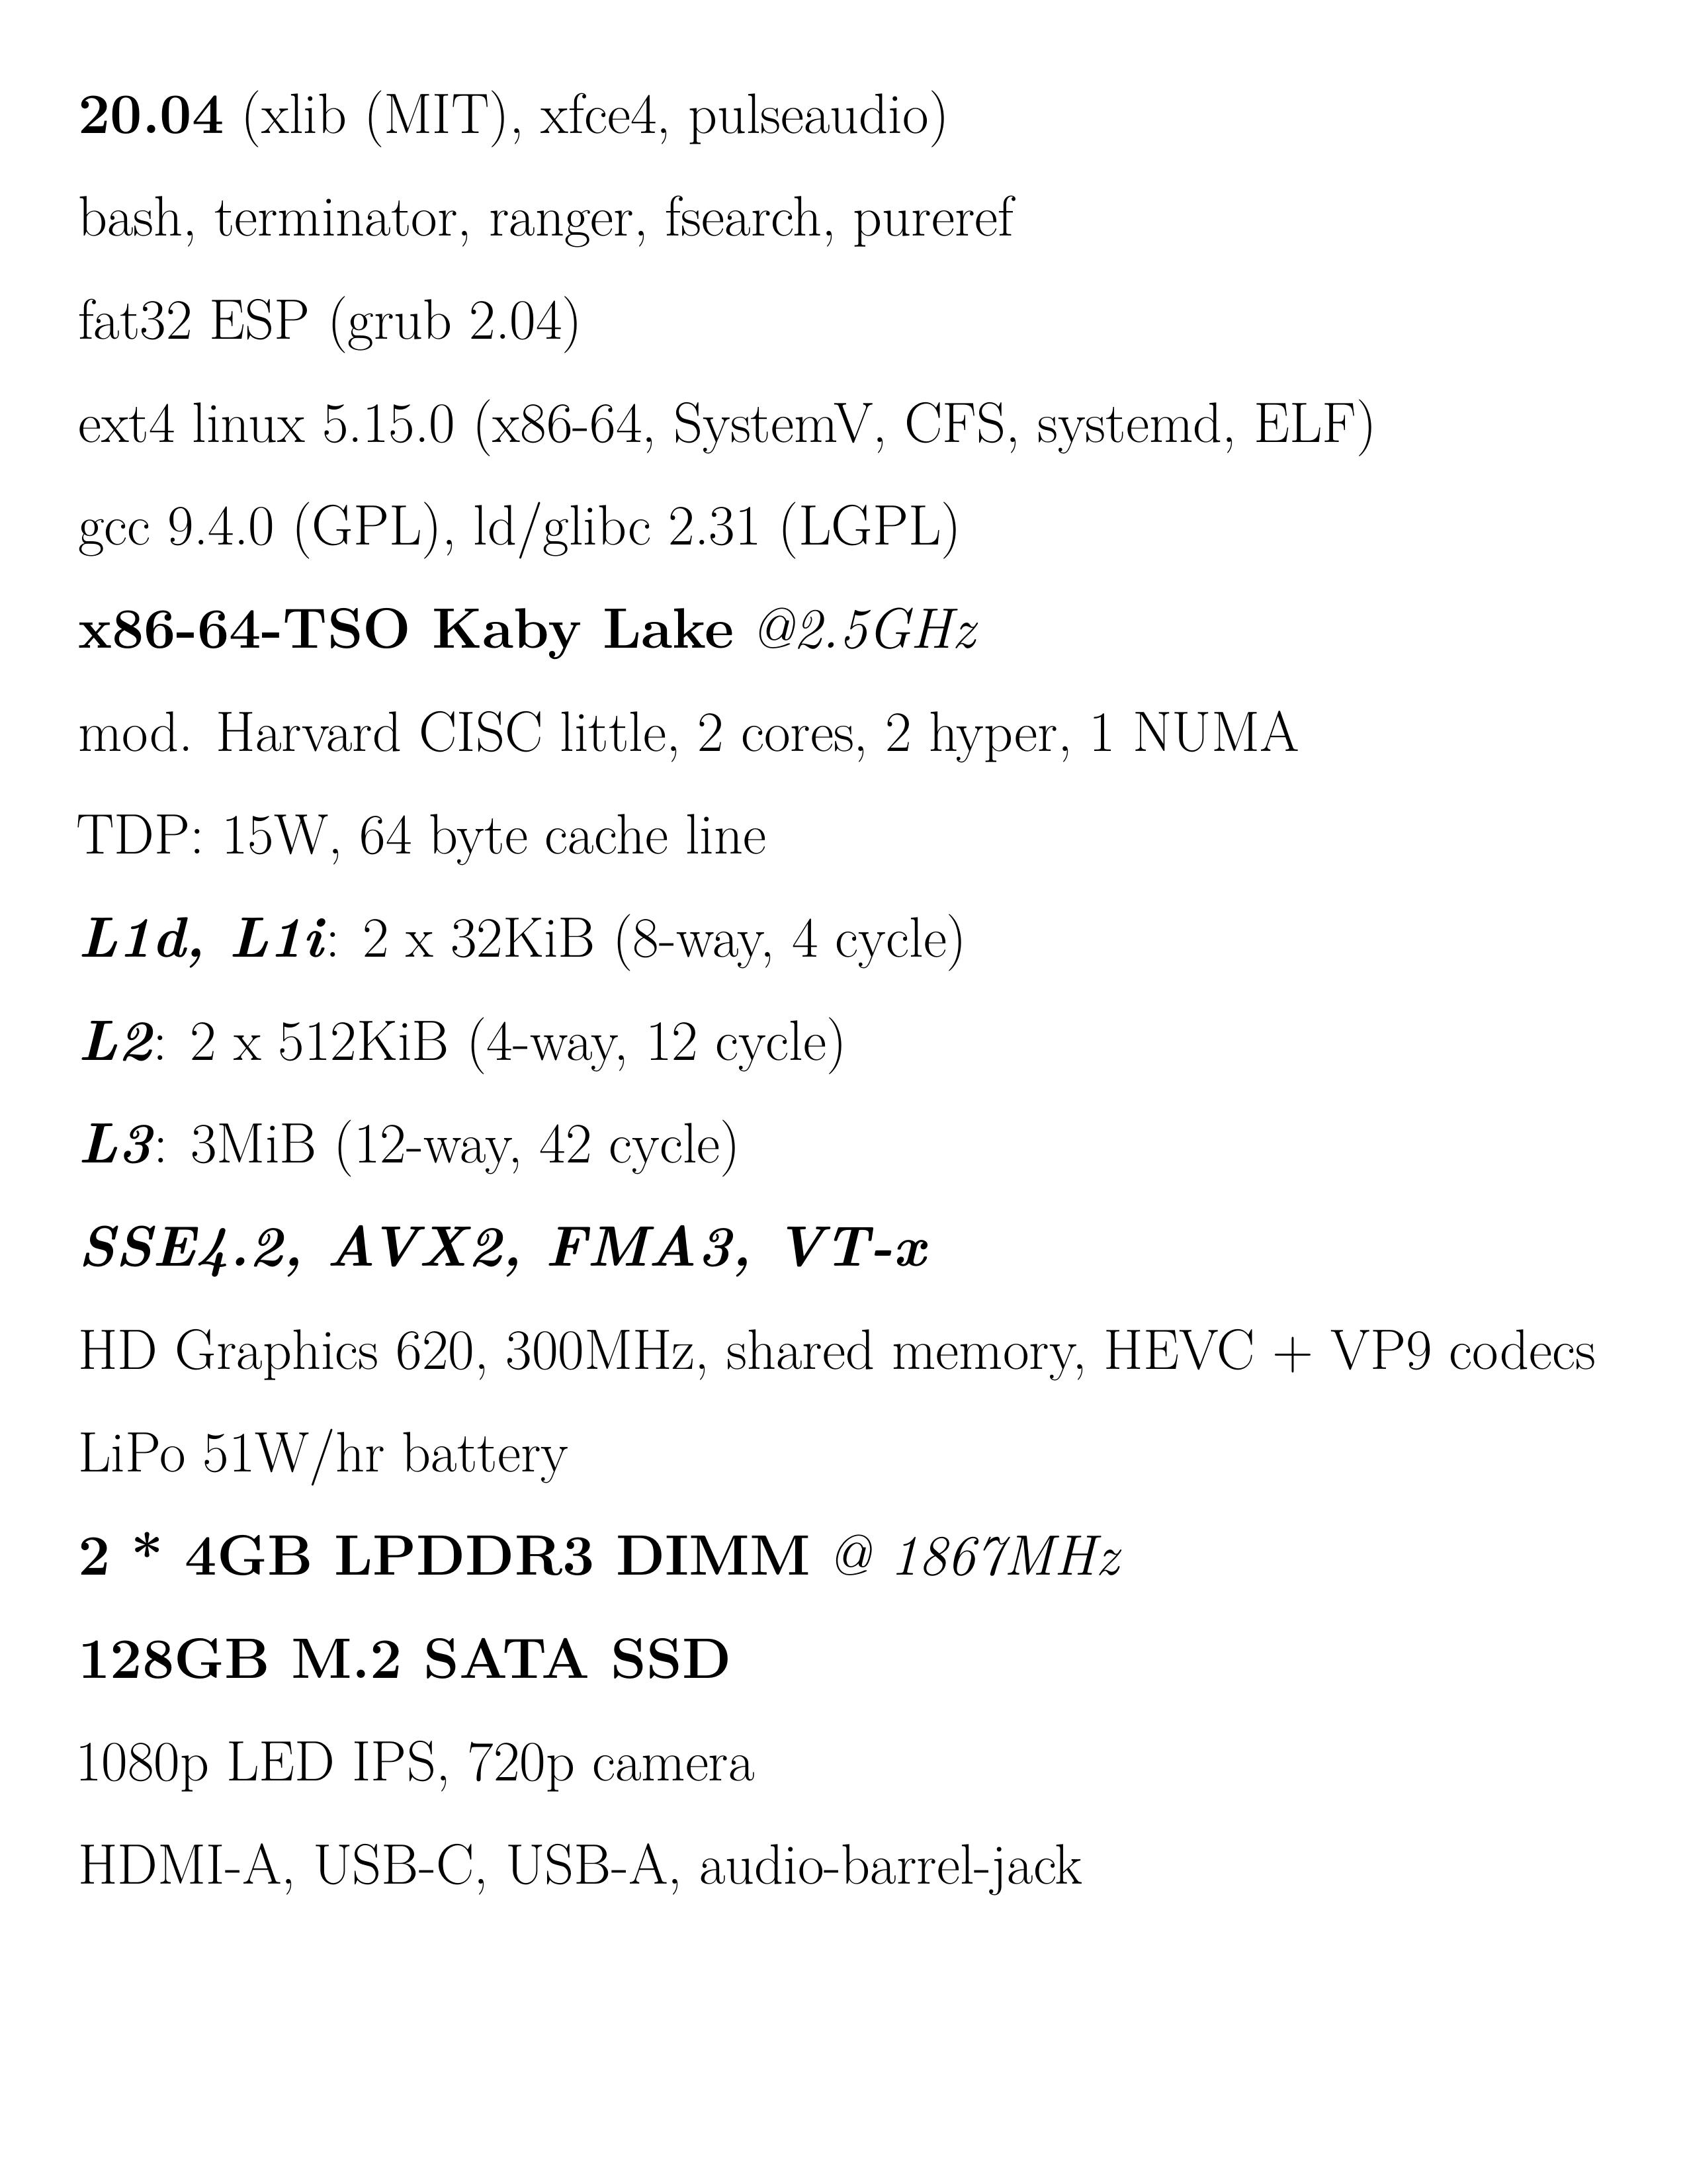 20.04 (xlib (MIT), xfce4, pulseaudio)
bash, terminator, ranger, fsearch, pureref
fat32 ESP (grub 2.04)
ext4 linux 5.15.0 (x86-64, SystemV, CFS, systemd, ELF)
gcc 9.4.0 (GPL), ld/glibc 2.31 (LGPL)
x86-64-TSO Kaby Lake @2.5GHz
mod. Harvard CISC little, 2 cores, 2 hyper, 1 NUMA
TDP: 15W, 64 byte cache line
L1d, L1i: 2 x 32KiB (8-way, 4 cycle)
L2: 2 x 512KiB (4-way, 12 cycle)
L3: 3MiB (12-way, 42 cycle)
SSE4.2, AVX2, FMA3, VT-x
HD Graphics 620, 300MHz, shared memory, HEVC + VP9 codecs
LiPo 51W/hr battery
2 * 4GB LPDDR3 DIMM @ 1867MHz
128GB M.2 SATA SSD
1080p LED IPS, 720p camera
HDMI-A, USB-C, USB-A, audio-barrel-jack